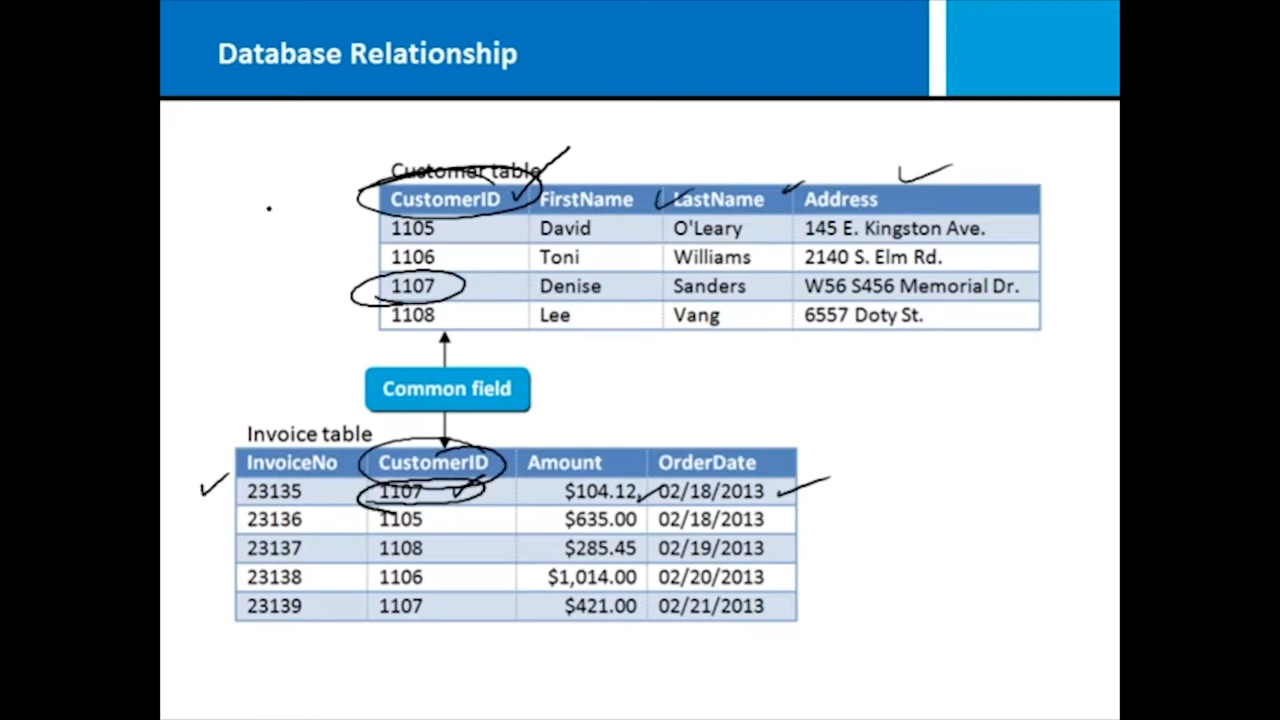 Database Relationship
Customer table
CustomerID FirstName LastName Address
1105 David O'Leary 145 E. Kingston Ave.
1106 Toni Williams 2140 S. Elm Rd.
1107 Denise Sanders W56 S456 Memorial Dr.
1108 Lee Vang 6557 Doty St.
Common field
Invoice table
InvoiceNo CustomerID Amount OrderDate
23135 1107 $104.12 02/18/2013
23136 1105 $635.00 02/18/2013
23137 1108 $285.45 02/19/2013
23138 1106 $1,014.00 02/20/2013
23139 1107 $421.00 02/21/2013